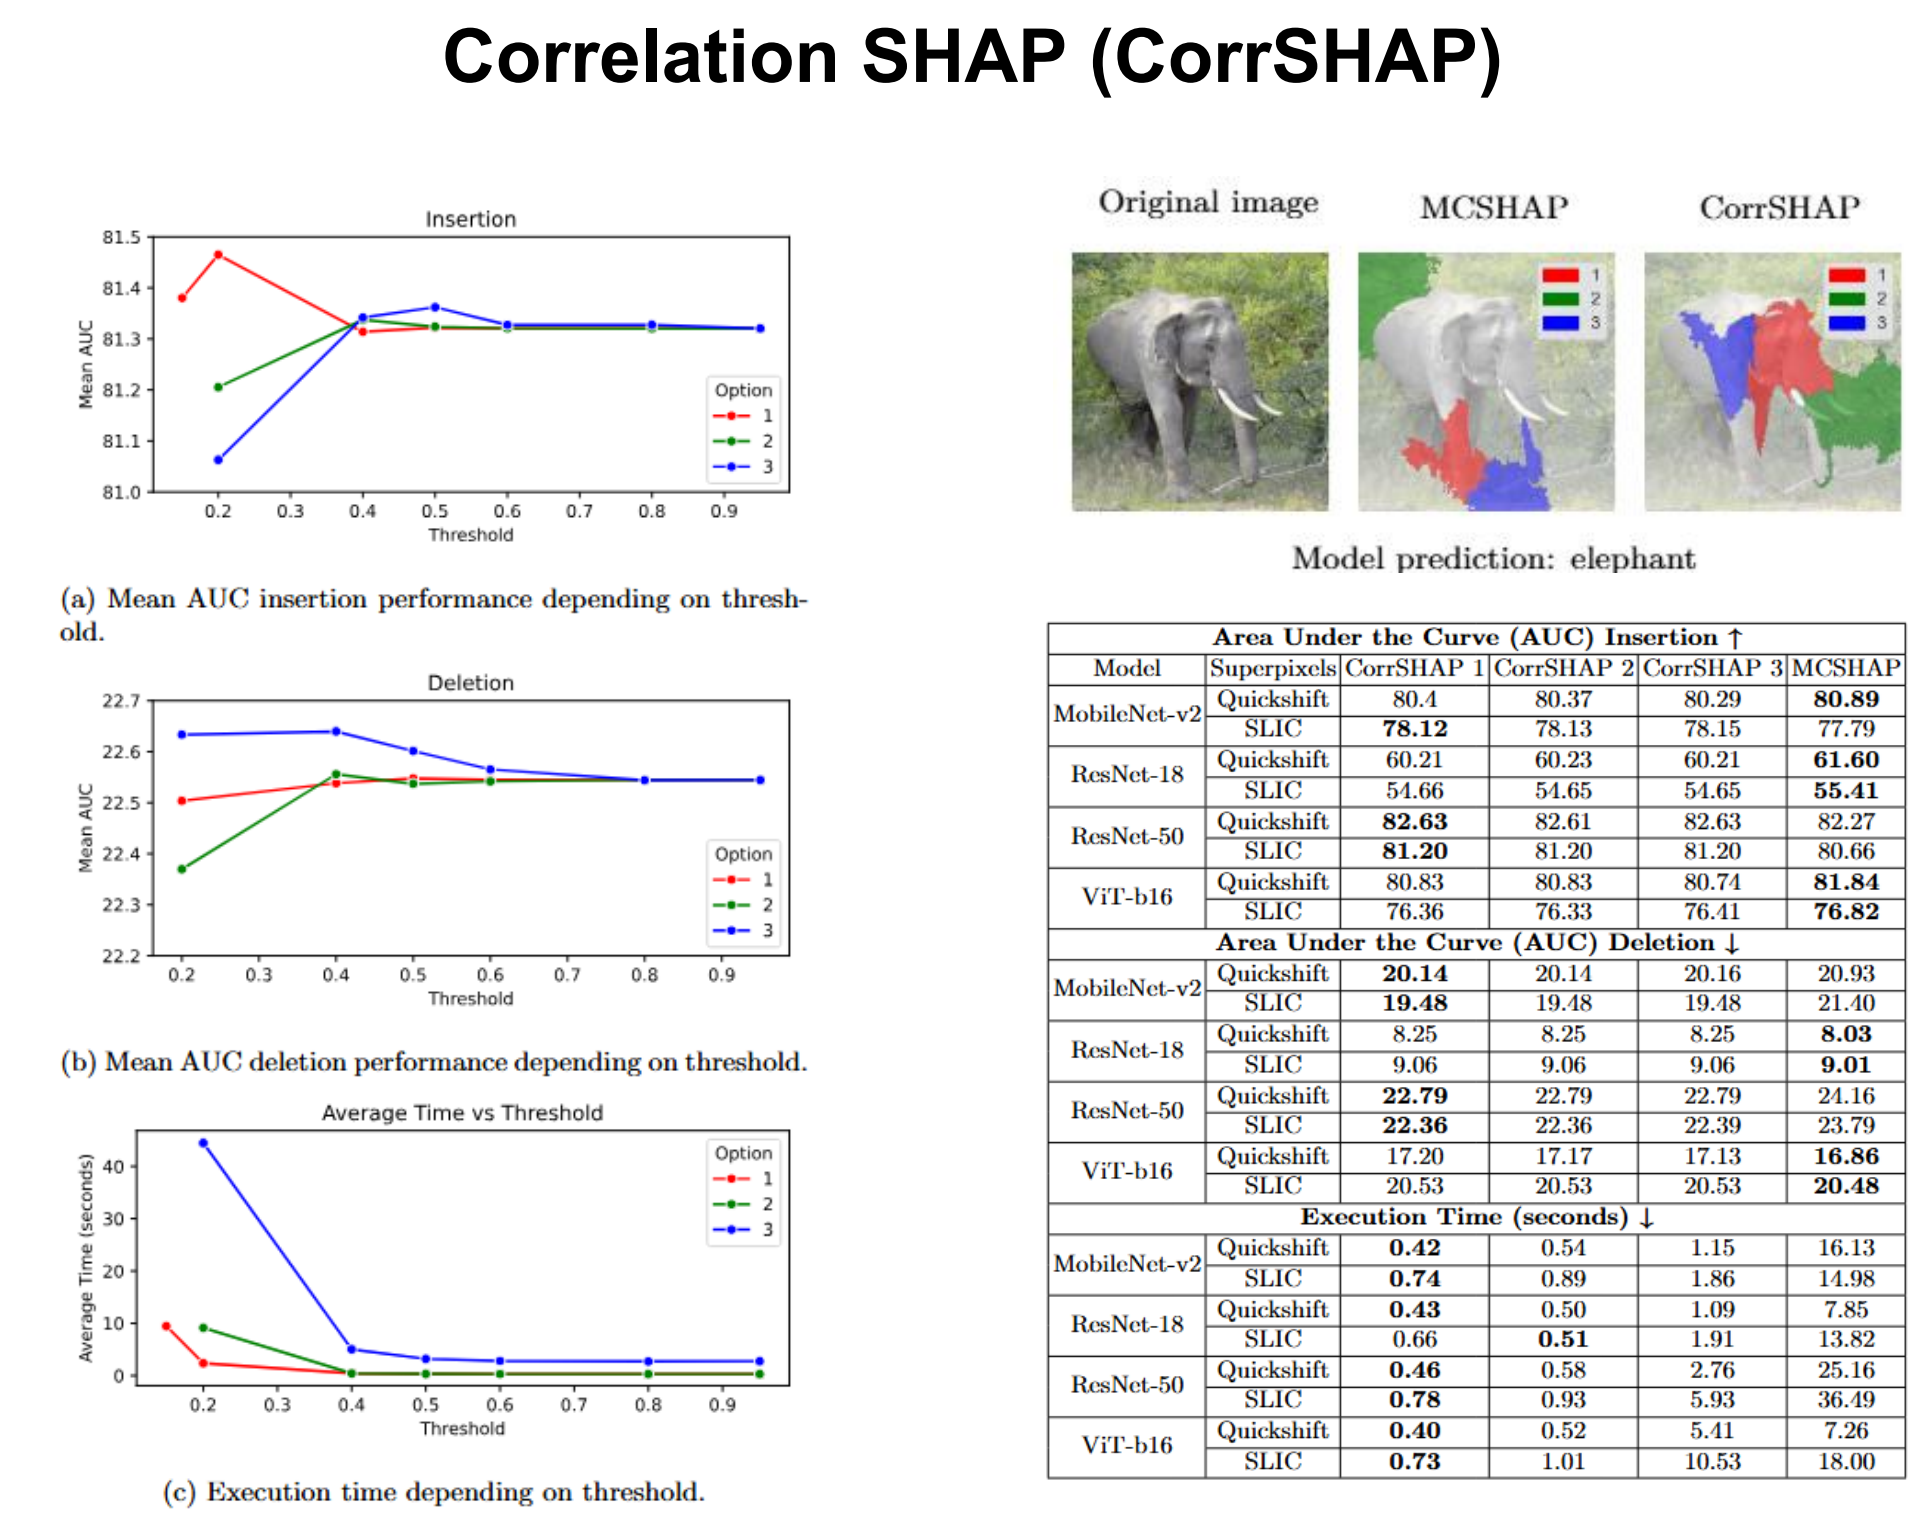 Correlation SHAP (CorrSHAP)
Insertion
81.5
81.4
81.3
81.2
81.1
81.0
Mean AUC
Option
1
2
3
0.2 0.3 0.4 0.5 0.6 0.7 0.8 0.9
Threshold
(a) Mean AUC insertion performance depending on thresh-
old.
Deletion
22.7
22.6
22.5
22.4
22.3
22.2
Mean AUC
Option
1
2
3
0.2 0.3 0.4 0.5 0.6 0.7 0.8 0.9
Threshold
(b) Mean AUC deletion performance depending on threshold.
Average Time vs Threshold
40
30
20
10
0
Average Time (seconds)
Option
1
2
3
0.2 0.3 0.4 0.5 0.6 0.7 0.8 0.9
Threshold
(c) Execution time depending on threshold.
Original image MCSHAP CorrSHAP
1
2
3
1
2
3
Model prediction: elephant
Area Under the Curve (AUC) Insertion ↑
Model Superpixels CorrSHAP 1 CorrSHAP 2 CorrSHAP 3 MCSHAP
MobileNet-v2 Quickshift 80.4 80.37 80.29 80.89
SLIC 78.12 78.13 78.15 77.79
ResNet-18 Quickshift 60.21 60.23 60.21 61.60
SLIC 54.66 54.65 54.65 55.41
ResNet-50 Quickshift 82.63 82.61 82.63 82.27
SLIC 81.20 81.20 81.20 80.66
ViT-b16 Quickshift 80.83 80.83 80.74 81.84
SLIC 76.36 76.33 76.41 76.82
Area Under the Curve (AUC) Deletion ↓
MobileNet-v2 Quickshift 20.14 20.14 20.16 20.93
SLIC 19.48 19.48 19.48 21.40
ResNet-18 Quickshift 8.25 8.25 8.25 8.03
SLIC 9.06 9.06 9.06 9.01
ResNet-50 Quickshift 22.79 22.79 22.79 24.16
SLIC 22.36 22.36 22.39 23.79
ViT-b16 Quickshift 17.20 17.17 17.13 16.86
SLIC 20.53 20.53 20.53 20.48
Execution Time (seconds) ↓
MobileNet-v2 Quickshift 0.42 0.54 1.15 16.13
SLIC 0.74 0.89 1.86 14.98
ResNet-18 Quickshift 0.43 0.50 1.09 7.85
SLIC 0.66 0.51 1.91 13.82
ResNet-50 Quickshift 0.46 0.58 2.76 25.16
SLIC 0.78 0.93 5.93 36.49
ViT-b16 Quickshift 0.40 0.52 5.41 7.26
SLIC 0.73 1.01 10.53 18.00